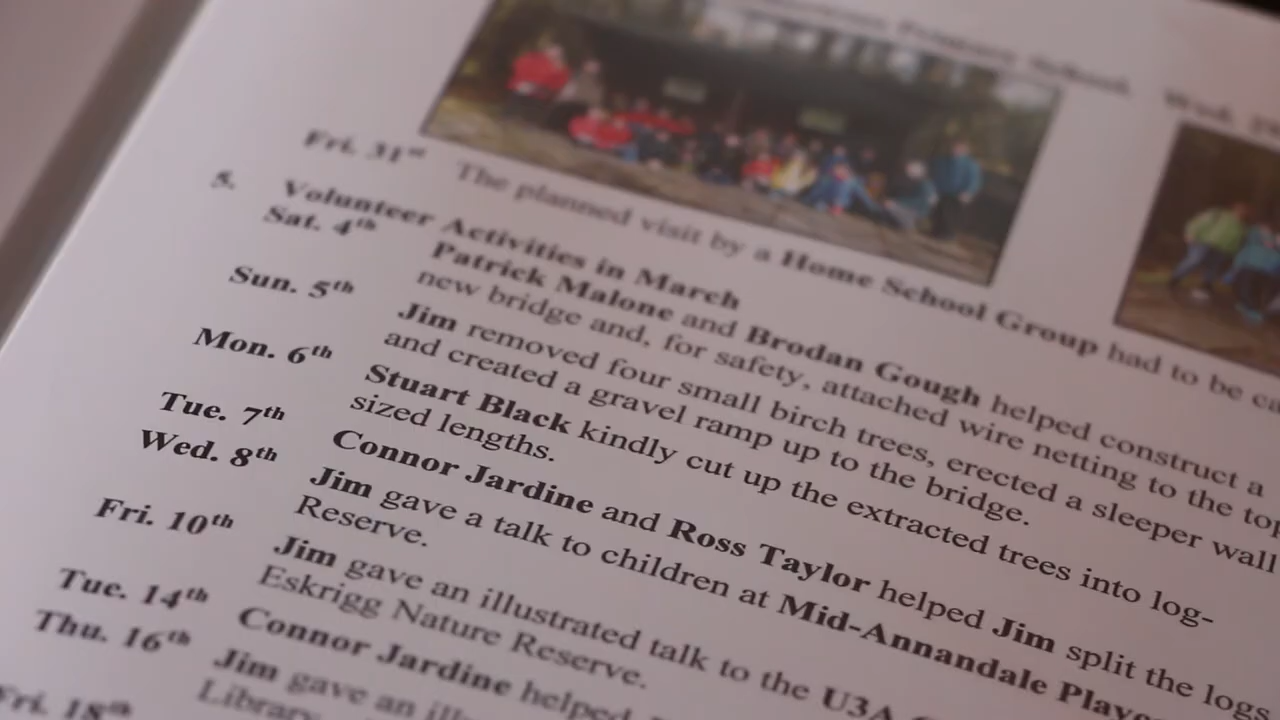 Primary School
Wed.
Fri. 31st The planned visit by a Home School Group had to be ca
5. Volunteer Activities in March
Sat. 4th Patrick Malone and Brodan Gough helped construct a
new bridge and, for safety, attached wire netting to the top
Sun. 5th Jim removed four small birch trees, erected a sleeper wall
and created a gravel ramp up to the bridge.
Mon. 6th Stuart Black kindly cut up the extracted trees into log-
sized lengths.
Tue. 7th Connor Jardine and Ross Taylor helped Jim split the logs
Wed. 8th Jim gave a talk to children at Mid-Annandale Playc
Reserve.
Fri. 10th Jim gave an illustrated talk to the U3A
Eskrigg Nature Reserve.
Tue. 14th Connor Jardine helped
Thu. 16th Jim gave an ill
Library
Fri. 18th